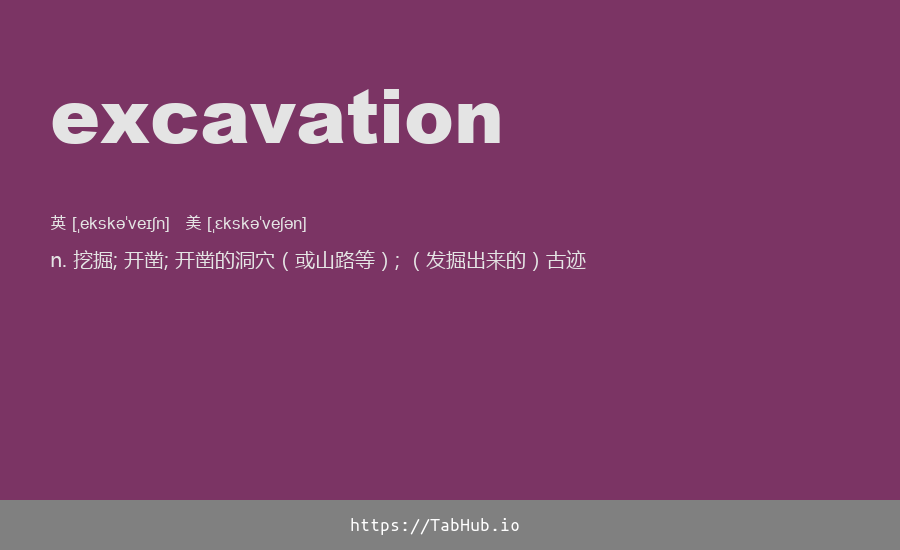 excavation
英 [ˌekskəˈveɪʃn] 美 [ˌɛkskəˈveʃən]
n. 挖掘; 开凿; 开凿的洞穴（或山路等）; （发掘出来的）古迹
https://TabHub.io